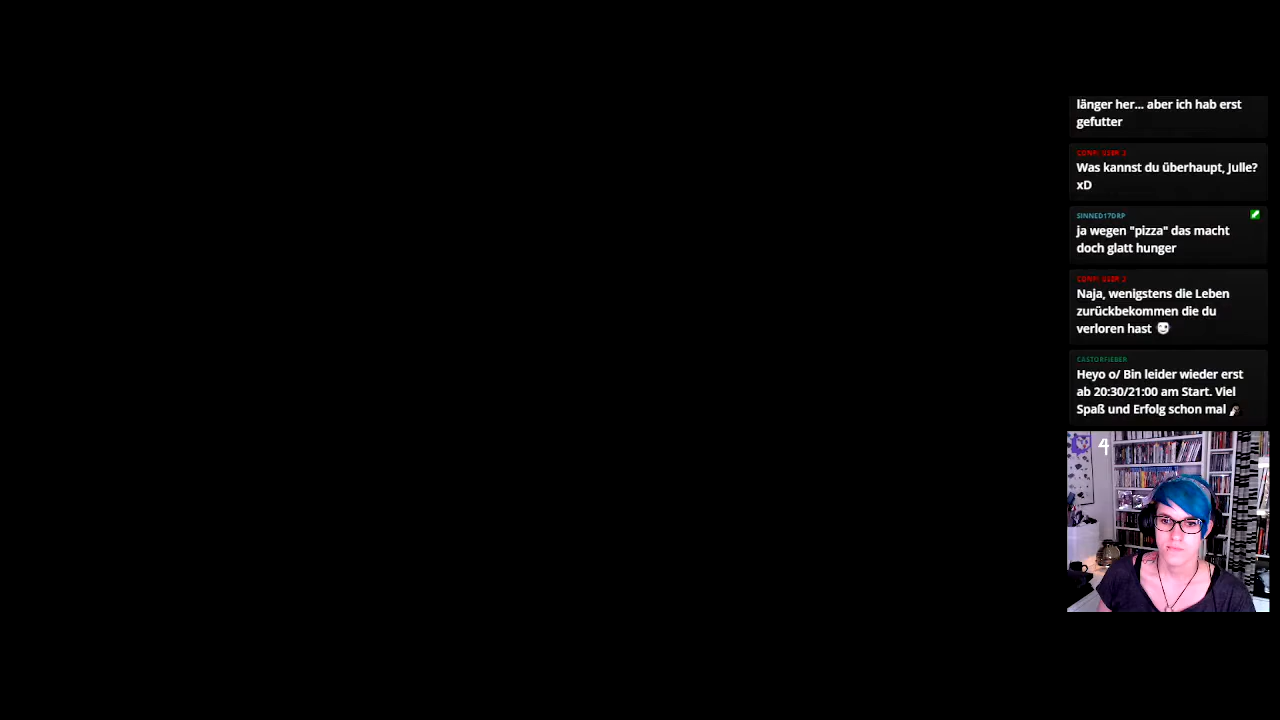 länger her... aber ich hab erst
gefutter
Was kannst du überhaupt, Julle?
xD
SINNED17DRP
ja wegen "pizza" das macht
doch glatt hunger
Naja, wenigstens die Leben
zurückbekommen die du
verloren hast
CASTORFIEBER
Heyo o/ Bin leider wieder erst
ab 20:30/21:00 am Start. Viel
Spaß und Erfolg schon mal
4